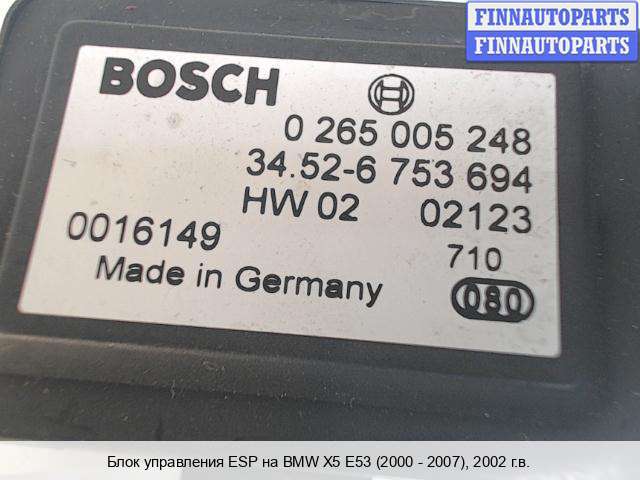 FINNAUTOPARTS
FINNAUTOPARTS
BOSCH
0 265 005 248
34.52-6 753 694
HW 02 02123
0016149 710
Made in Germany 080
Блок управления ESP на BMW X5 E53 (2000 - 2007), 2002 г.в.